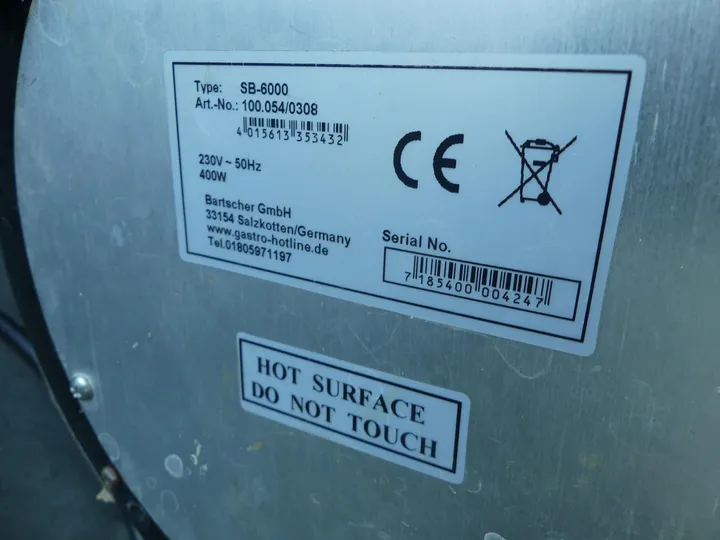 Type: SB-6000
Art.-No.: 100.054/0308
4 015613 353432
230V ~ 50Hz
400W
Bartscher GmbH
33154 Salzkotten/Germany
www.gastro-hotline.de
Tel.01805971197
CE
Serial No.
7 185400 004247
HOT SURFACE
DO NOT TOUCH